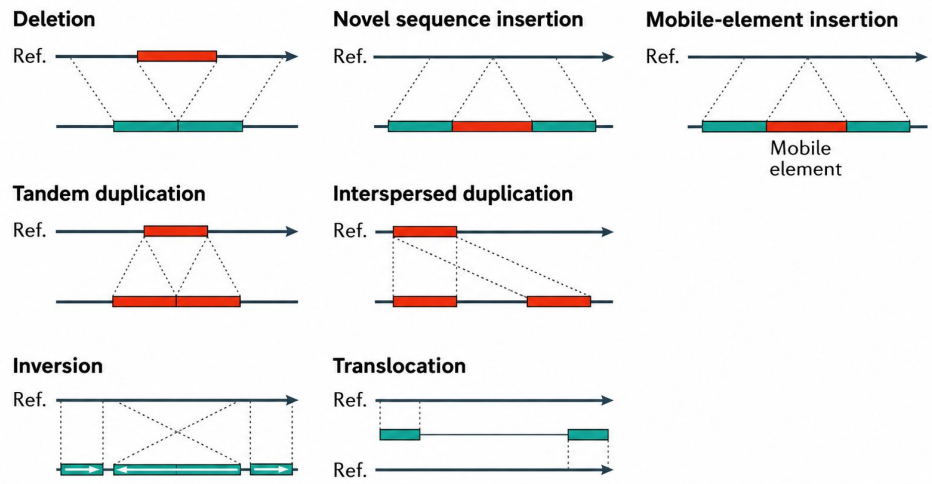 Deletion
Ref.
Novel sequence insertion
Ref.
Mobile-element insertion
Ref.
Mobile
element
Tandem duplication
Ref.
Interspersed duplication
Ref.
Inversion
Ref.
Translocation
Ref.
Ref.